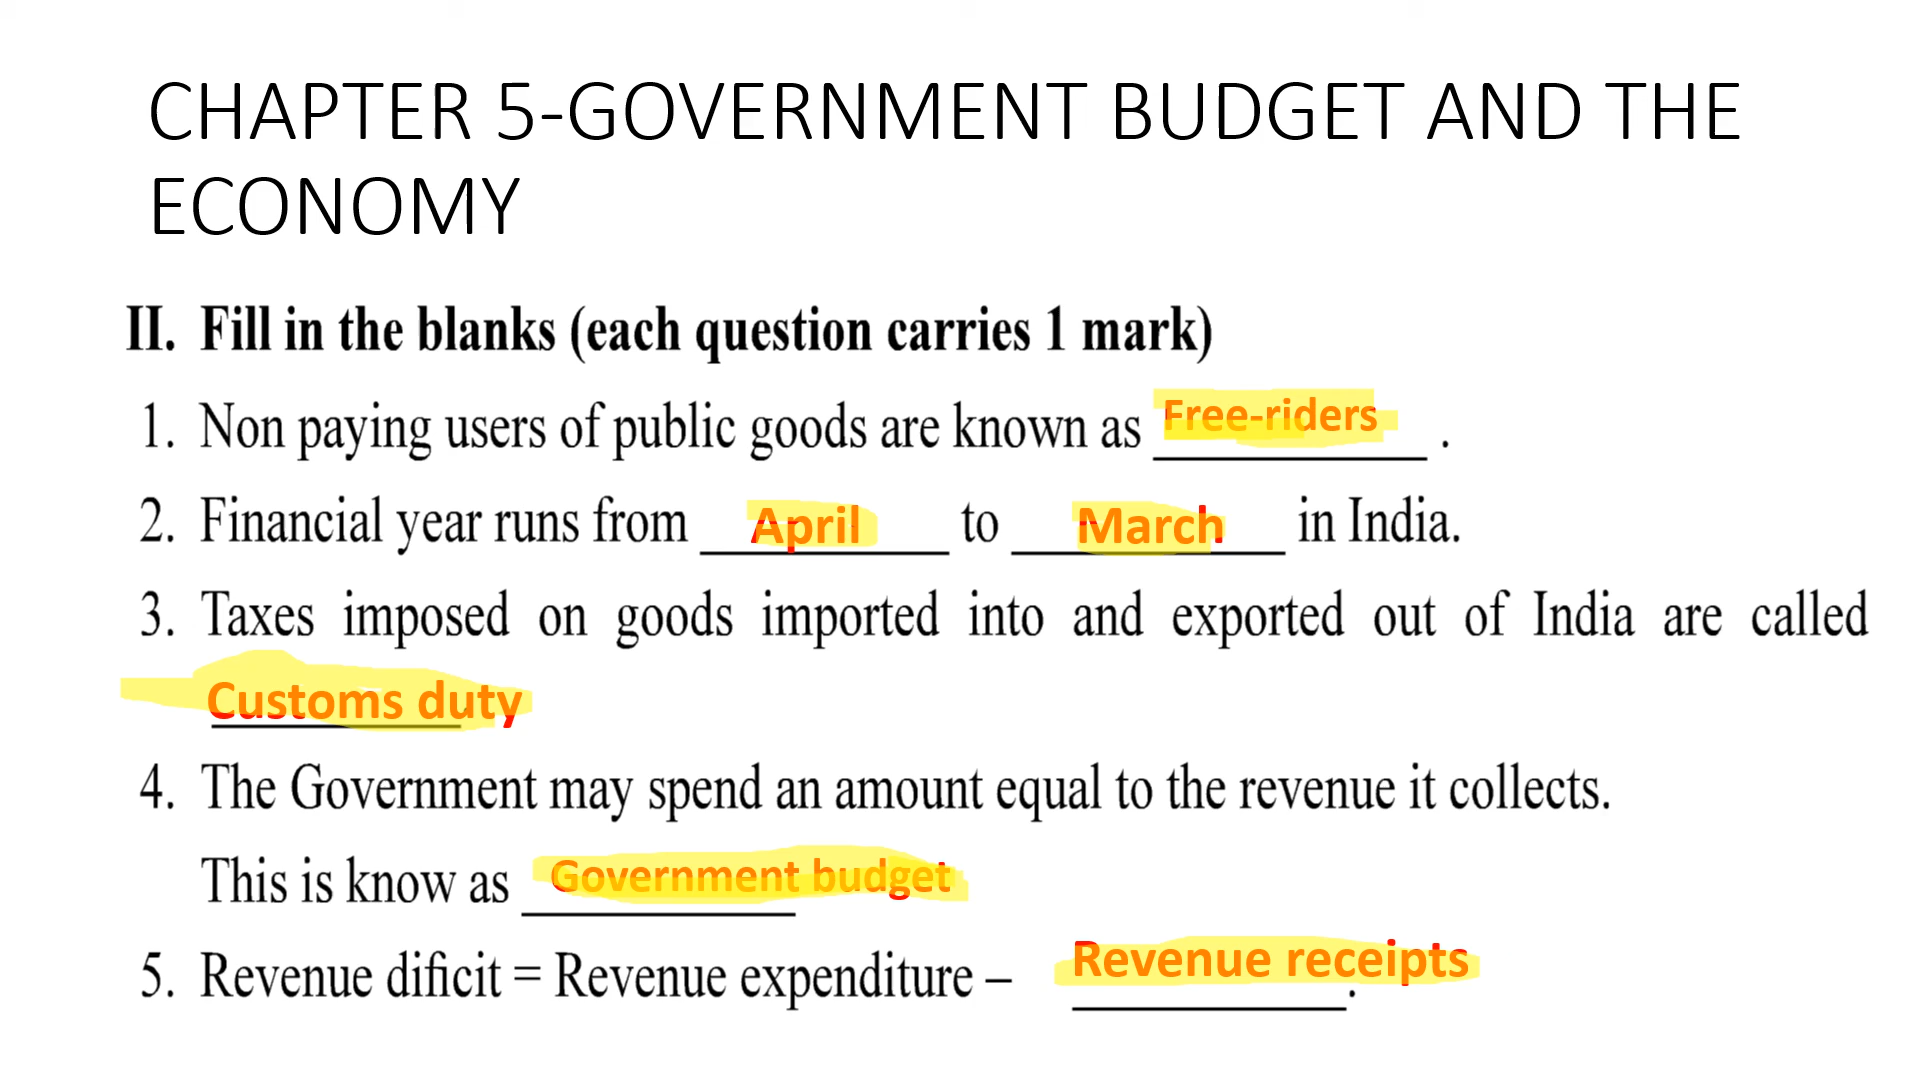 CHAPTER 5-GOVERNMENT BUDGET AND THE
ECONOMY
II. Fill in the blanks (each question carries 1 mark)
1. Non paying users of public goods are known as Free-riders .
2. Financial year runs from April to March in India.
3. Taxes imposed on goods imported into and exported out of India are called
Customs duty
4. The Government may spend an amount equal to the revenue it collects.
This is know as Government budget
5. Revenue dificit = Revenue expenditure – Revenue receipts.